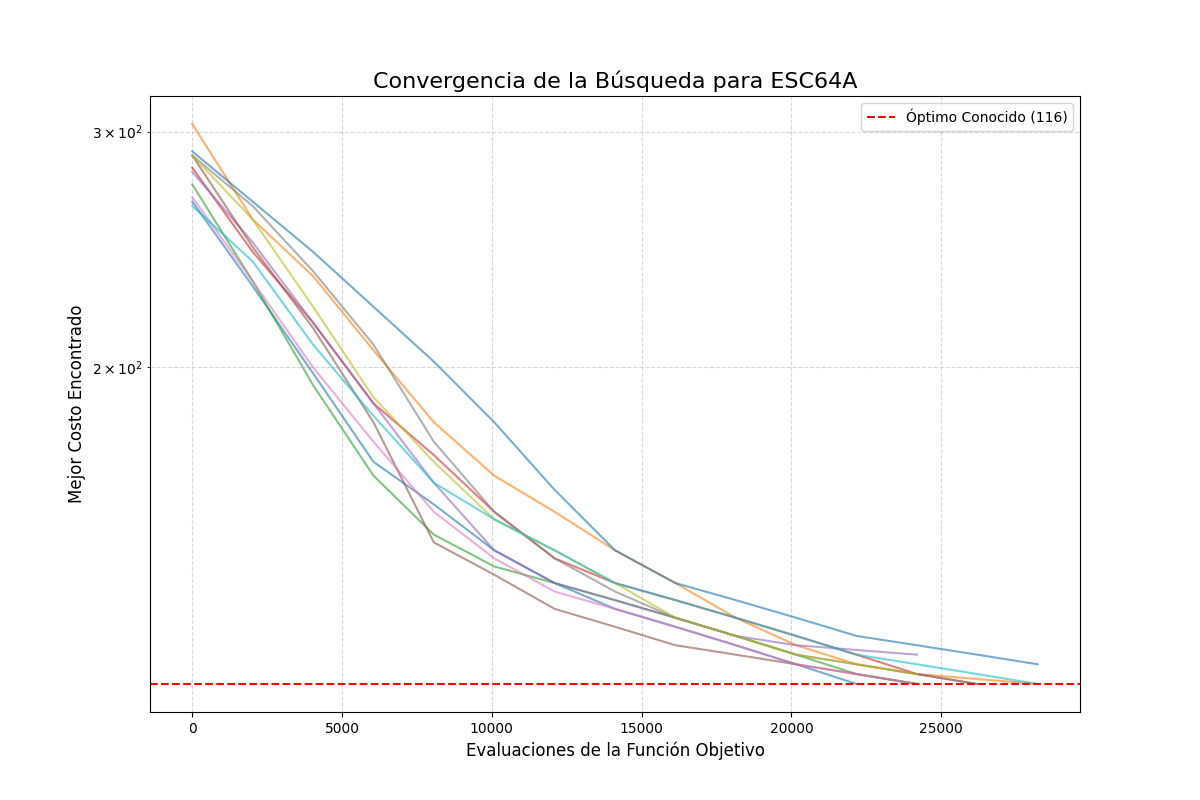 Convergencia de la Búsqueda para ESC64A
Óptimo Conocido (116)
3 × 10²
2 × 10²
Mejor Costo Encontrado
0 5000 10000 15000 20000 25000
Evaluaciones de la Función Objetivo